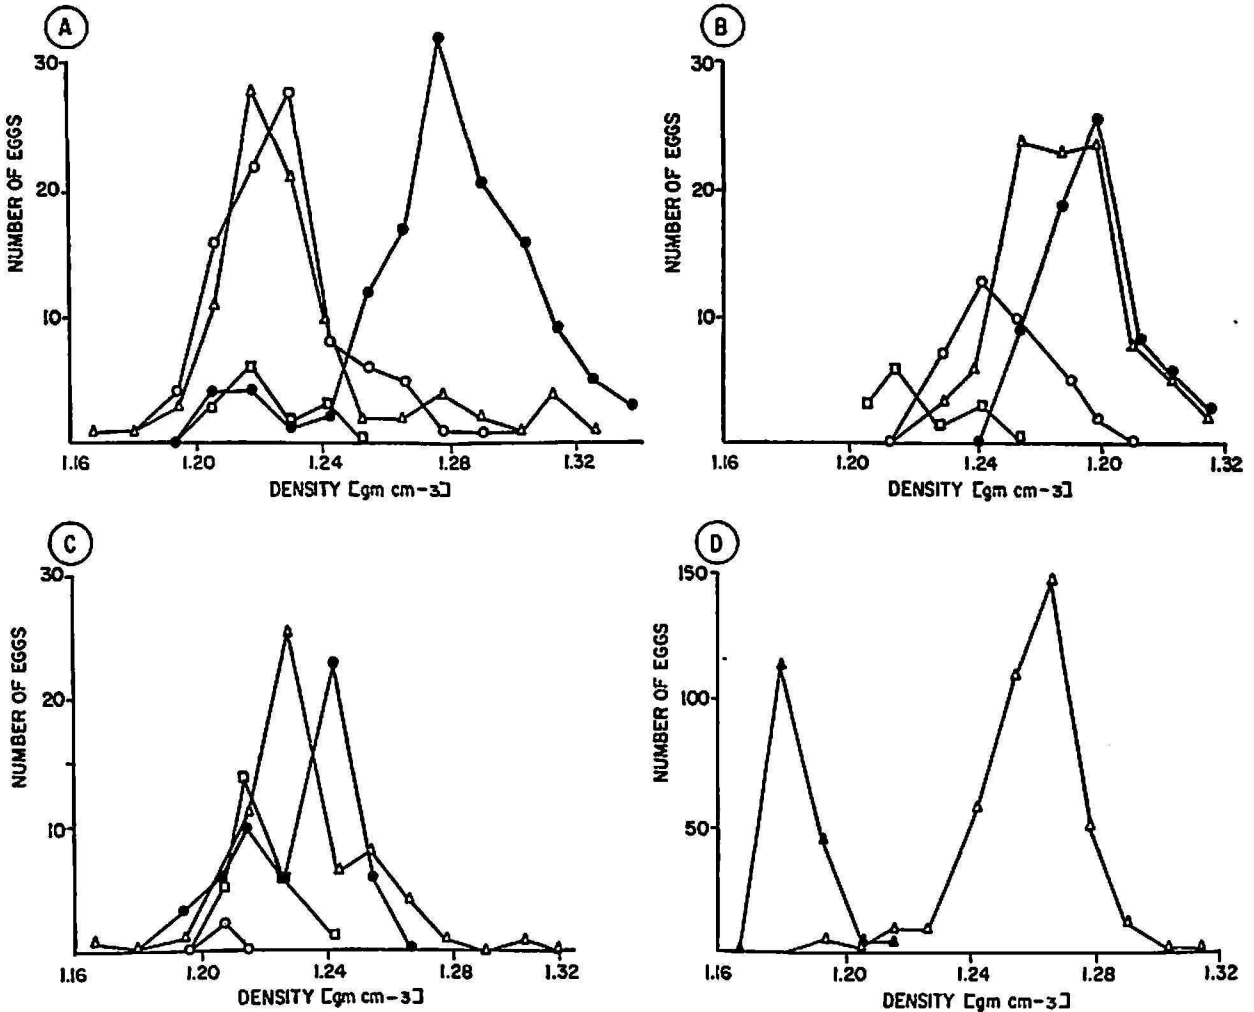 A
30
20
10
NUMBER OF EGGS
1.16 1.20 1.24 1.28 1.32
DENSITY [gm cm-3]
B
30
20
10
NUMBER OF EGGS
1.16 1.20 1.24 1.20 1.32
DENSITY [gm cm-3]
C
30
20
10
NUMBER OF EGGS
1.16 1.20 1.24 1.28 1.32
DENSITY [gm cm-3]
D
150
100
50
NUMBER OF EGGS
1.16 1.20 1.24 1.28 1.32
DENSITY [gm cm-3]